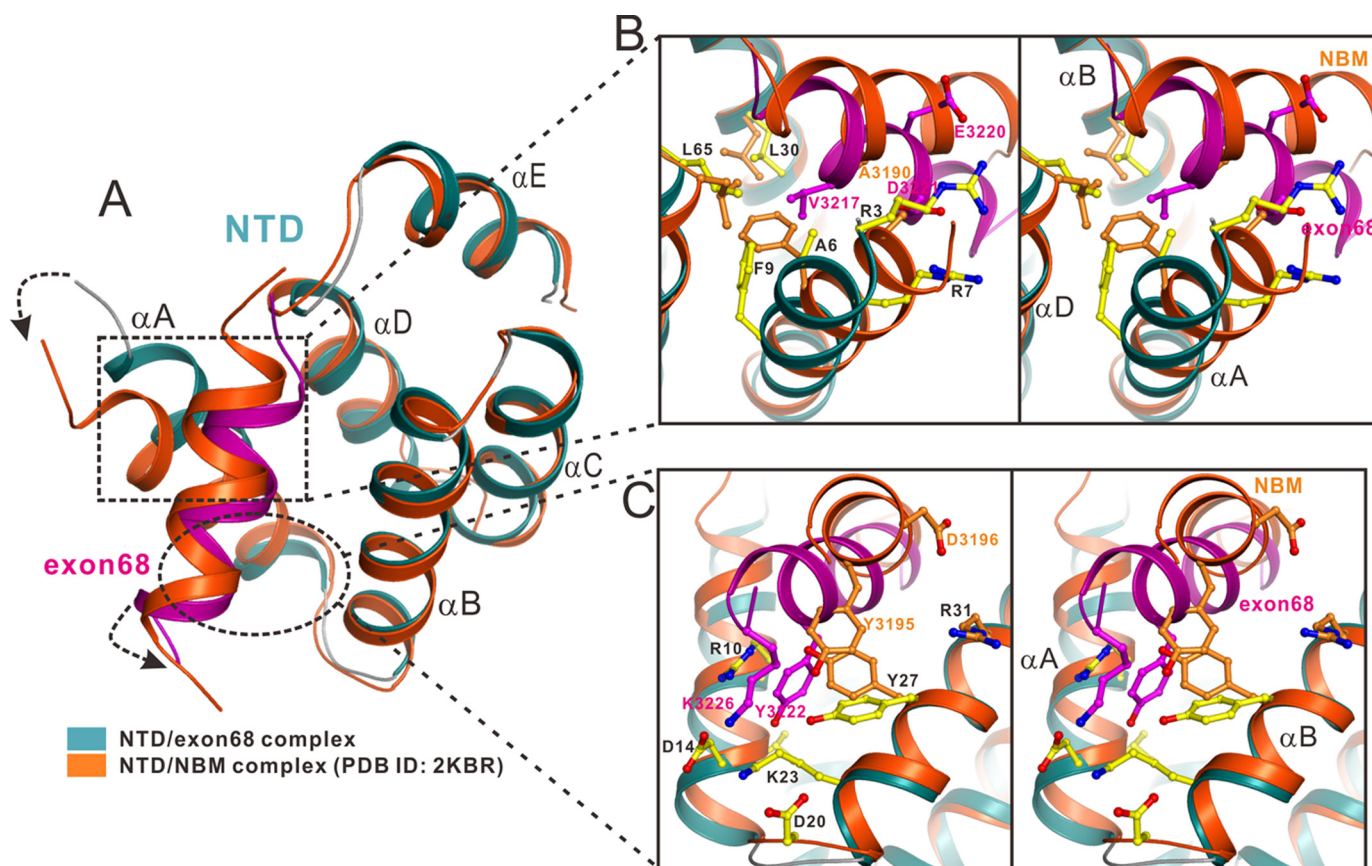 A
NTD
αE
αA
αD
αC
exon68
αB
NTD/exon68 complex
NTD/NBM complex (PDB ID: 2KBR)
B
αB
NBM
E3220
L65
L30
A3190
D3221
V3217
R3
A6
F9
R7
exon68
αD
αA
C
NBM
D3196
exon68
Y3195
R31
R10
αA
Y27
K3226
Y3222
D14
αB
K23
D20